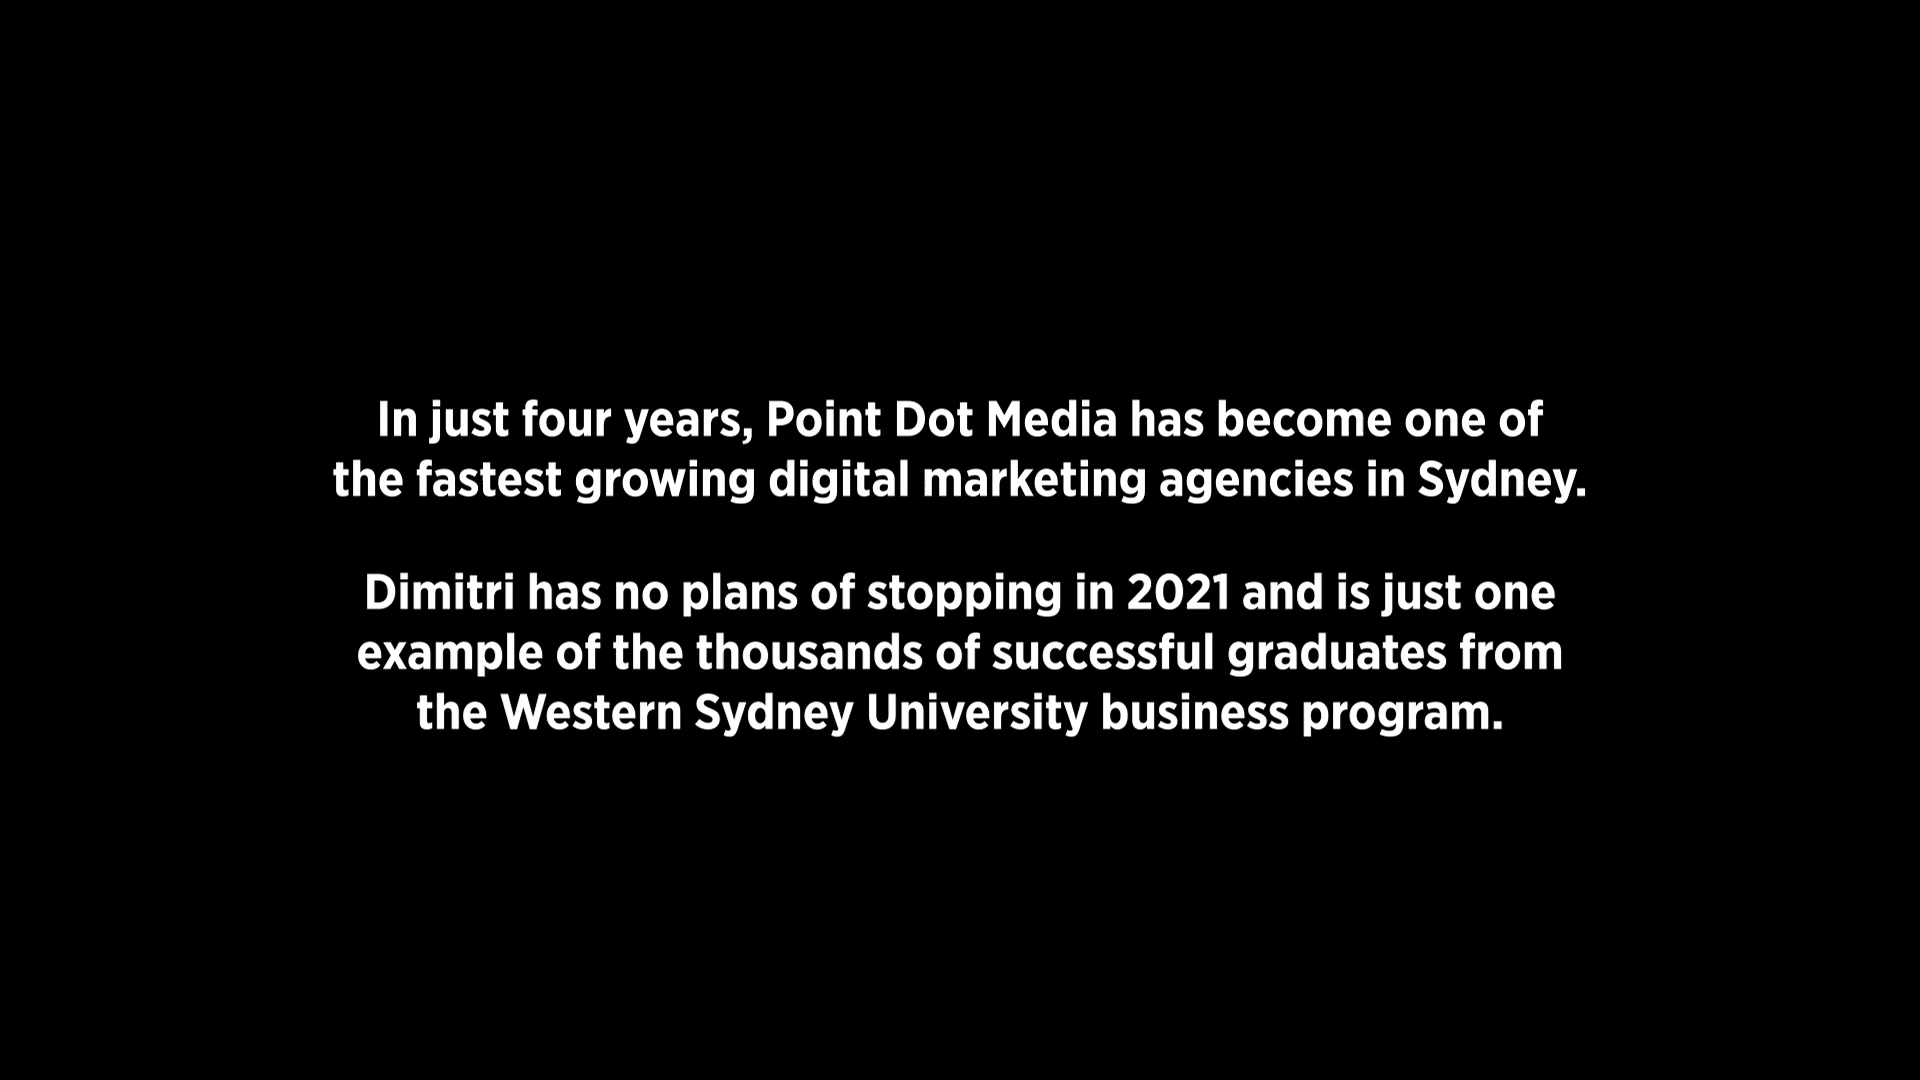 In just four years, Point Dot Media has become one of
the fastest growing digital marketing agencies in Sydney.
Dimitri has no plans of stopping in 2021 and is just one
example of the thousands of successful graduates from
the Western Sydney University business program.